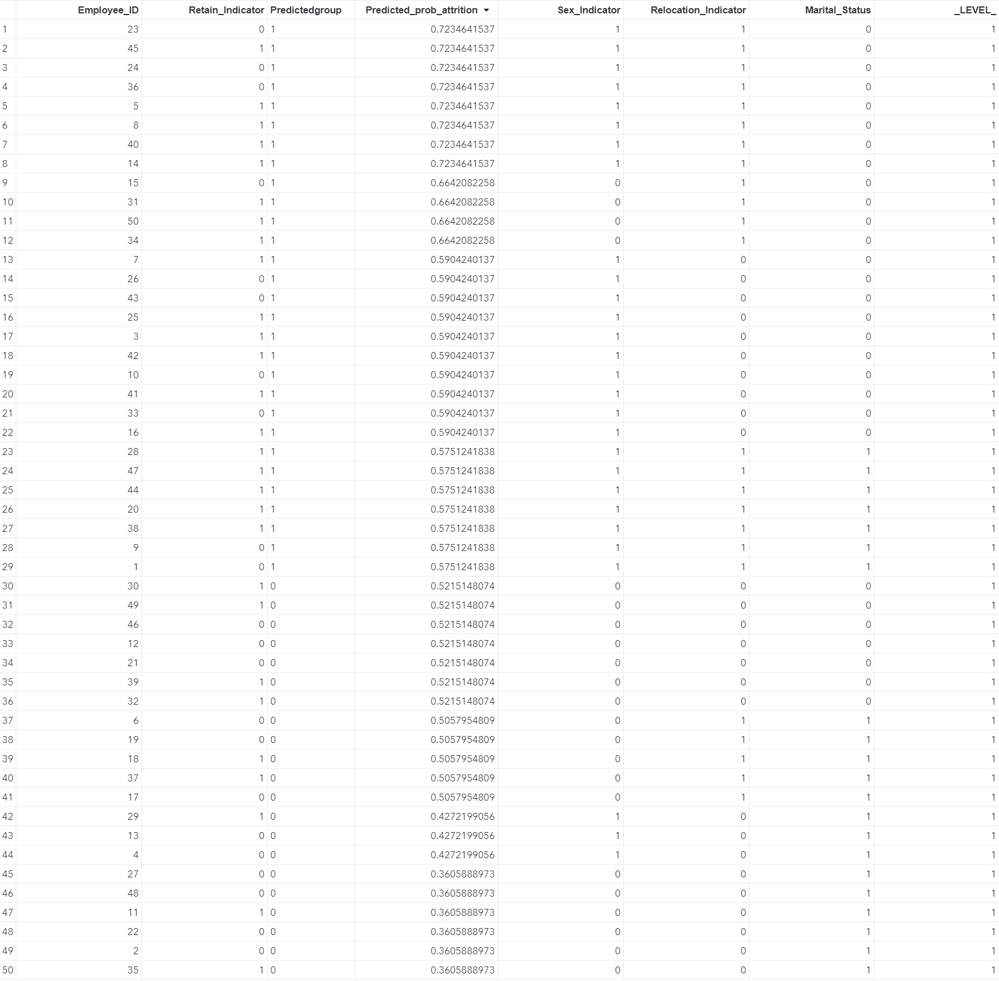 Employee_ID Retain_Indicator Predictedgroup Predicted_prob_attrition Sex_Indicator Relocation_Indicator Marital_Status _LEVEL_
1 23 0 1 0.7234641537 1 1 0 1
2 45 1 1 0.7234641537 1 1 0 1
3 24 0 1 0.7234641537 1 1 0 1
4 36 0 1 0.7234641537 1 1 0 1
5 5 1 1 0.7234641537 1 1 0 1
6 8 1 1 0.7234641537 1 1 0 1
7 40 1 1 0.7234641537 1 1 0 1
8 14 1 1 0.7234641537 1 1 0 1
9 15 0 1 0.6642082258 0 1 0 1
10 31 1 1 0.6642082258 0 1 0 1
11 50 1 1 0.6642082258 0 1 0 1
12 34 1 1 0.6642082258 0 1 0 1
13 7 1 1 0.5904240137 1 0 0 1
14 26 0 1 0.5904240137 1 0 0 1
15 43 0 1 0.5904240137 1 0 0 1
16 25 1 1 0.5904240137 1 0 0 1
17 3 1 1 0.5904240137 1 0 0 1
18 42 1 1 0.5904240137 1 0 0 1
19 10 0 1 0.5904240137 1 0 0 1
20 41 1 1 0.5904240137 1 0 0 1
21 33 0 1 0.5904240137 1 0 0 1
22 16 1 1 0.5904240137 1 0 0 1
23 28 1 1 0.5751241838 1 1 1 1
24 47 1 1 0.5751241838 1 1 1 1
25 44 1 1 0.5751241838 1 1 1 1
26 20 1 1 0.5751241838 1 1 1 1
27 38 1 1 0.5751241838 1 1 1 1
28 9 0 1 0.5751241838 1 1 1 1
29 1 0 1 0.5751241838 1 1 1 1
30 30 1 0 0.5215148074 0 0 0 1
31 49 1 0 0.5215148074 0 0 0 1
32 46 0 0 0.5215148074 0 0 0 1
33 12 0 0 0.5215148074 0 0 0 1
34 21 0 0 0.5215148074 0 0 0 1
35 39 1 0 0.5215148074 0 0 0 1
36 32 1 0 0.5215148074 0 0 0 1
37 6 0 0 0.5057954809 0 1 1 1
38 19 0 0 0.5057954809 0 1 1 1
39 18 1 0 0.5057954809 0 1 1 1
40 37 1 0 0.5057954809 0 1 1 1
41 17 0 0 0.5057954809 0 1 1 1
42 29 1 0 0.4272199056 1 0 1 1
43 13 0 0 0.4272199056 1 0 1 1
44 4 0 0 0.4272199056 1 0 1 1
45 27 0 0 0.3605888973 0 0 1 1
46 48 0 0 0.3605888973 0 0 1 1
47 11 1 0 0.3605888973 0 0 1 1
48 22 0 0 0.3605888973 0 0 1 1
49 2 0 0 0.3605888973 0 0 1 1
50 35 1 0 0.3605888973 0 0 1 1